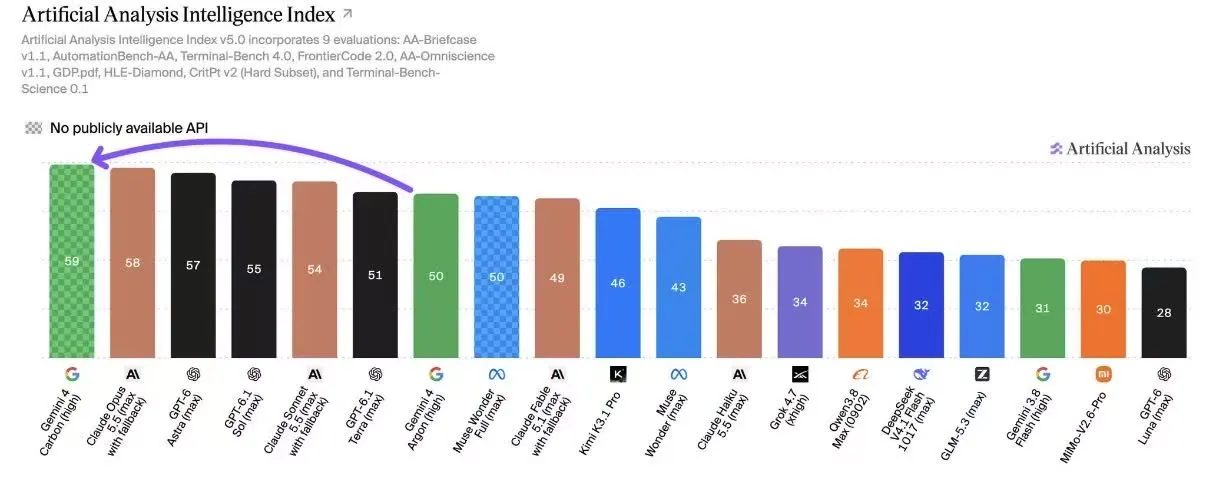 Artificial Analysis Intelligence Index
Artificial Analysis Intelligence Index v5.0 incorporates 9 evaluations: AA-Briefcase
v1.1, AutomationBench-AA, Terminal-Bench 4.0, FrontierCode 2.0, AA-Omniscience
v1.1, GDP.pdf, HLE-Diamond, CritPt v2 (Hard Subset), and Terminal-Bench-
Science 0.1
No publicly available API
Artificial Analysis
59
58
57
55
54
51
50
50
49
46
43
36
34
34
32
32
31
30
28
Gemini 4
Carbon (high)
Claude Opus
5.5 (max
with fallback)
GPT-6
Astra (max)
GPT-6.1
Sol (max)
Claude Sonnet
5.5 (max
with fallback)
GPT-6.1
Terra (max)
Gemini 4
Argon (high)
Muse Wonder
Full (max)
Claude Fable
5.1 (max
with fallback)
Kimi K3.1 Pro
Muse
Wonder (max)
Claude Haiku
5.5 (max)
Grok 4.7
(xhigh)
Qwen3.8
Max (0902)
DeepSeek
V4.1 Flash
1017 (max)
GLM-5.3 (max)
Gemini 3.8
Flash (high)
MiMo-V2.6-Pro
GPT-6
Luna (max)